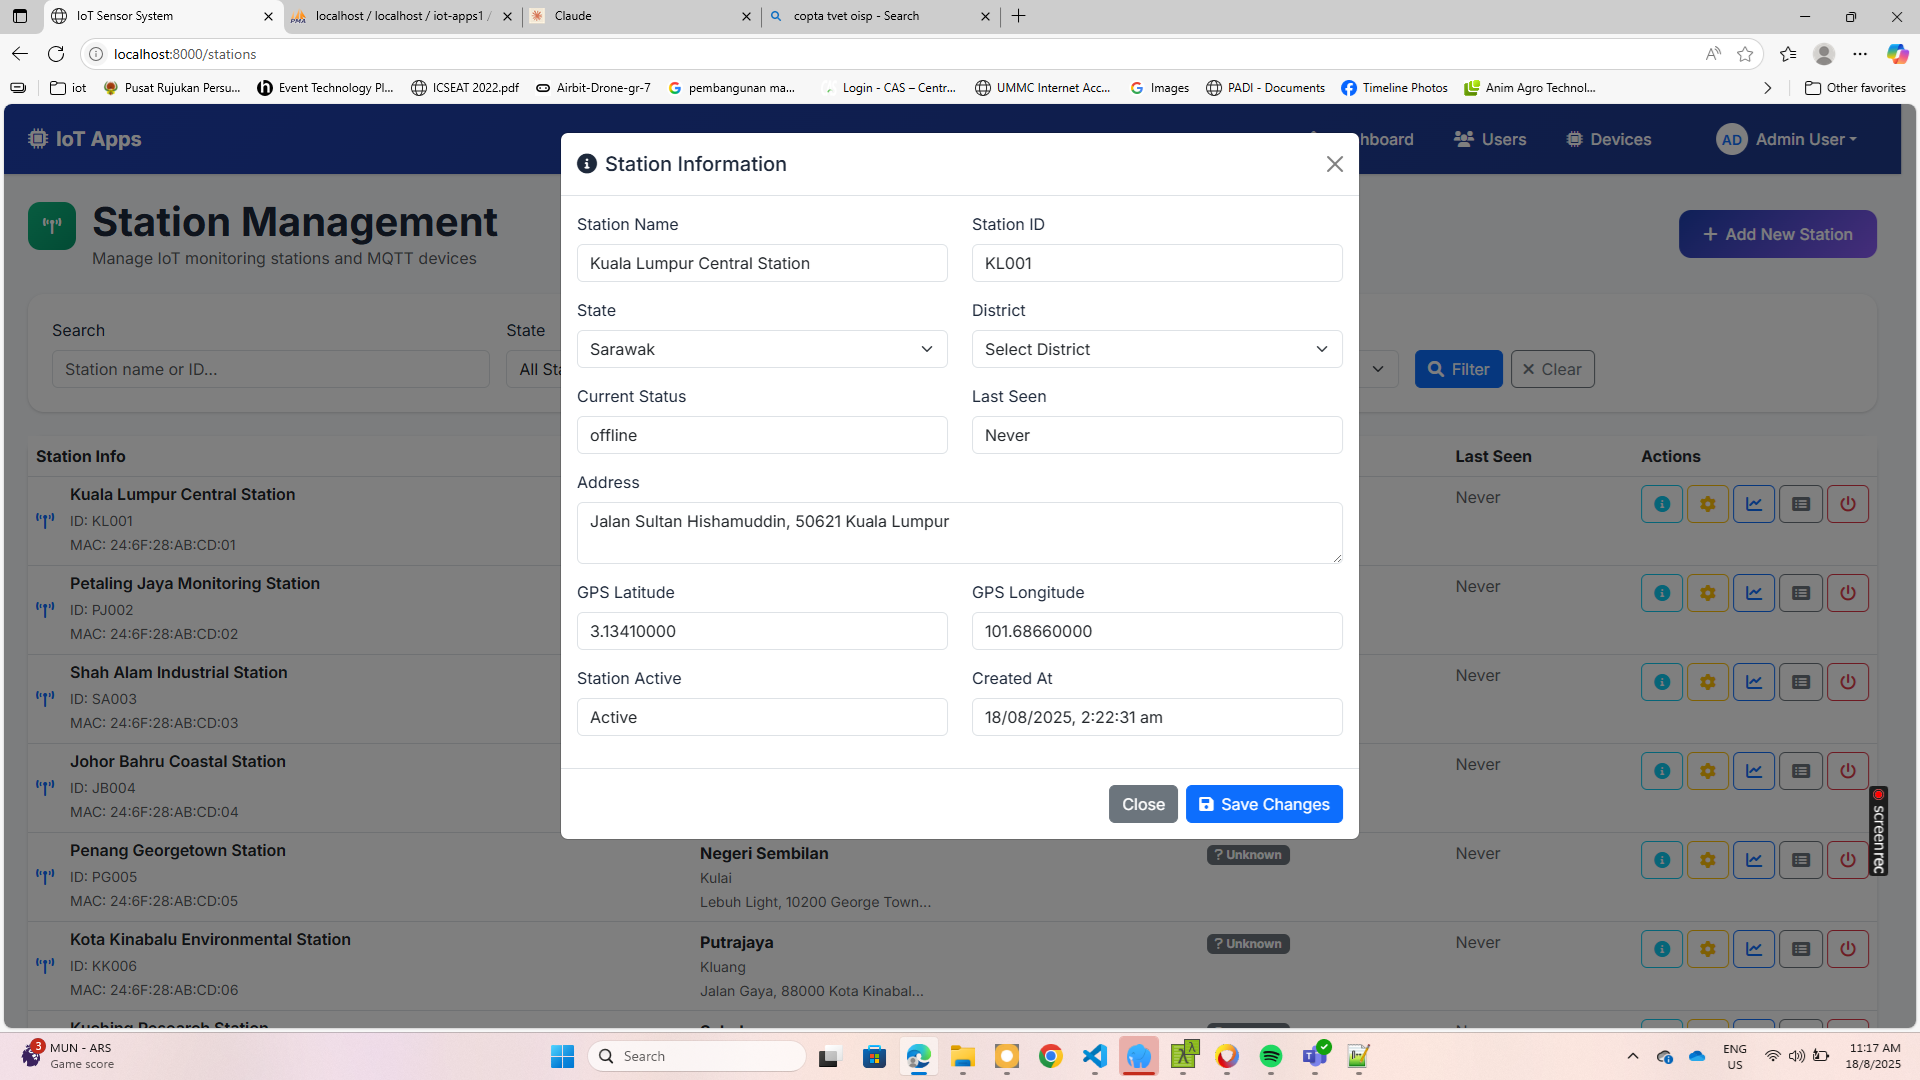 IoT Sensor System
localhost / localhost / iot-apps1 /
Claude
copta tvet oisp - Search
localhost:8000/stations
iot
Pusat Rujukan Persu...
Event Technology Pl...
ICSEAT 2022.pdf
Airbit-Drone-gr-7
pembangunan ma...
Login - CAS – Centr...
UMMC Internet Acc...
Images
PADI - Documents
Timeline Photos
Anim Agro Technol...
Other favorites
IoT Apps
hboard
Users
Devices
AD Admin User
Station Management
Manage IoT monitoring stations and MQTT devices
+ Add New Station
Search
State
Station name or ID...
All Sta
Filter
Clear
Station Info
Last Seen
Actions
Kuala Lumpur Central Station
ID: KL001
MAC: 24:6F:28:AB:CD:01
Never
Petaling Jaya Monitoring Station
ID: PJ002
MAC: 24:6F:28:AB:CD:02
Never
Shah Alam Industrial Station
ID: SA003
MAC: 24:6F:28:AB:CD:03
Never
Johor Bahru Coastal Station
ID: JB004
MAC: 24:6F:28:AB:CD:04
Never
Penang Georgetown Station
ID: PG005
MAC: 24:6F:28:AB:CD:05
Negeri Sembilan
Kulai
Lebuh Light, 10200 George Town...
? Unknown
Never
Kota Kinabalu Environmental Station
ID: KK006
MAC: 24:6F:28:AB:CD:06
Putrajaya
Kluang
Jalan Gaya, 88000 Kota Kinabal...
? Unknown
Never
Kuching Research Station
Station Information
Station Name
Kuala Lumpur Central Station
Station ID
KL001
State
Sarawak
District
Select District
Current Status
offline
Last Seen
Never
Address
Jalan Sultan Hishamuddin, 50621 Kuala Lumpur
GPS Latitude
3.13410000
GPS Longitude
101.68660000
Station Active
Active
Created At
18/08/2025, 2:22:31 am
Close
Save Changes
screenrec
3
MUN - ARS
Game score
Search
ENG
US
11:17 AM
18/8/2025